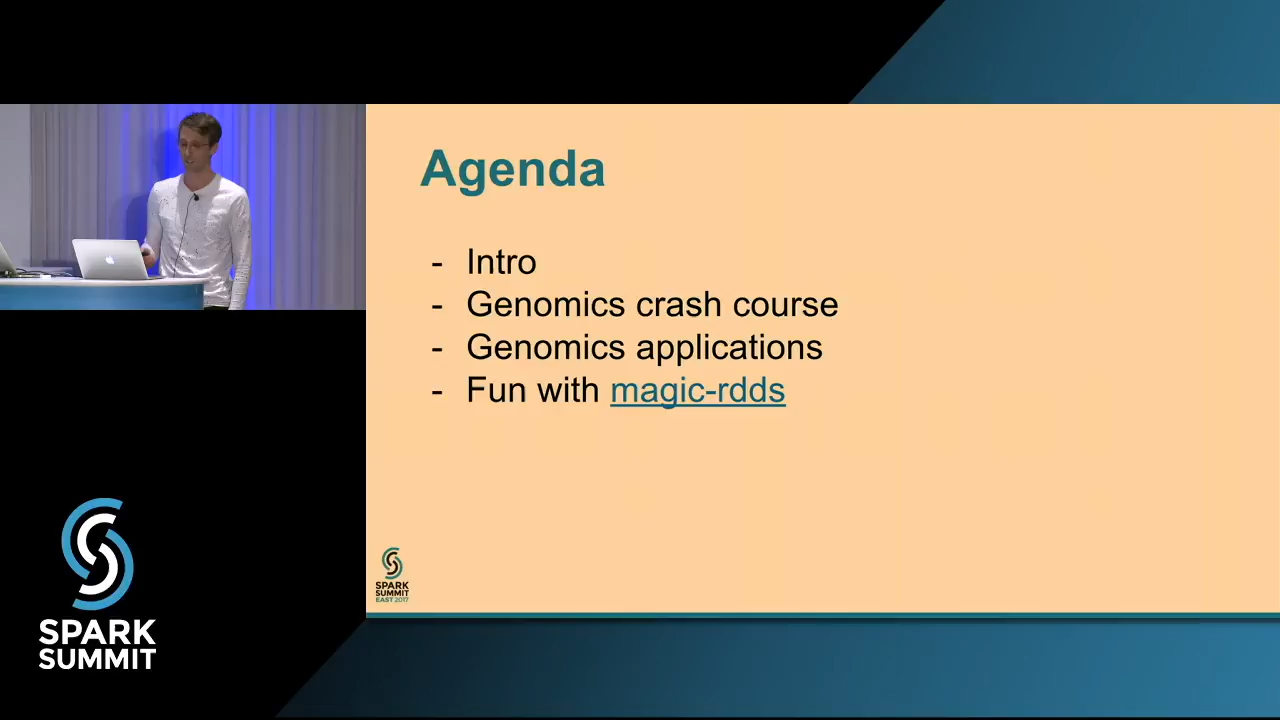 Agenda
- Intro
- Genomics crash course
- Genomics applications
- Fun with magic-rdds
SPARK
SUMMIT
EAST 2017
SPARK
SUMMIT